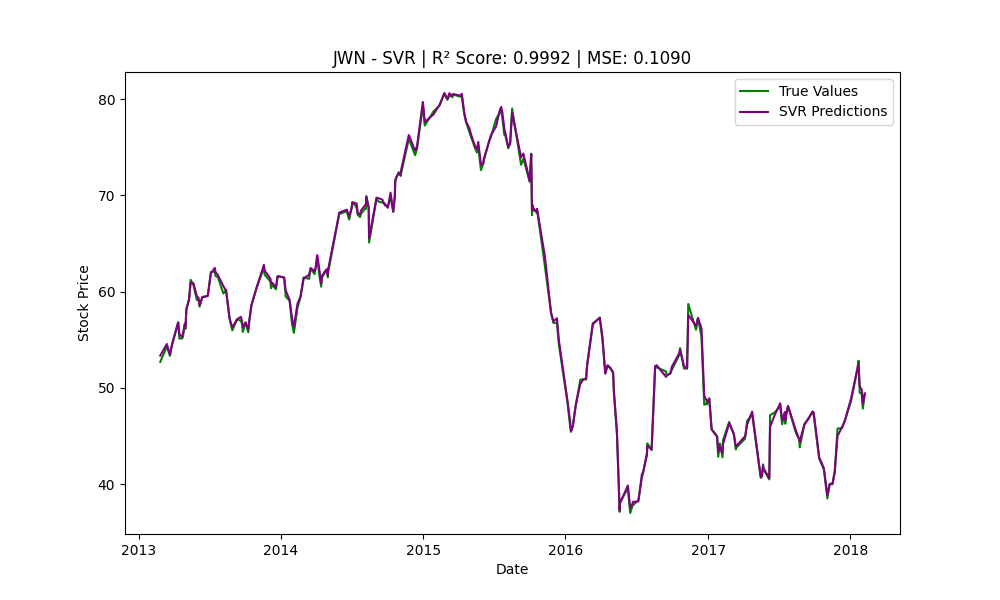 JWN - SVR | R² Score: 0.9992 | MSE: 0.1090
True Values
SVR Predictions
Stock Price
80
70
60
50
40
2013 2014 2015 2016 2017 2018
Date